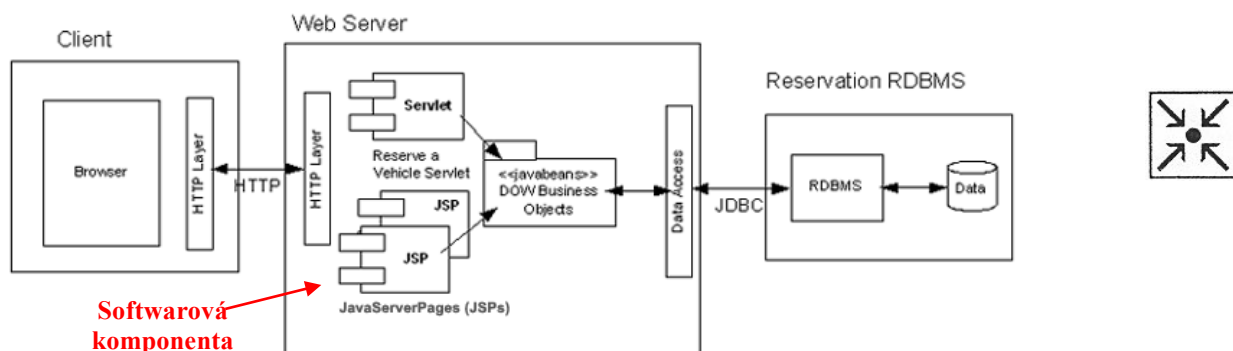 Client
Browser
HTTP Layer
HTTP
Web Server
HTTP Layer
Servlet
Reserve a
Vehicle Servlet
JSP
JSP
JavaServerPages (JSPs)
<<javabeans>>
DOW Business
Objects
Data Access
JDBC
Reservation RDBMS
RDBMS
Data
Softwarová
komponenta